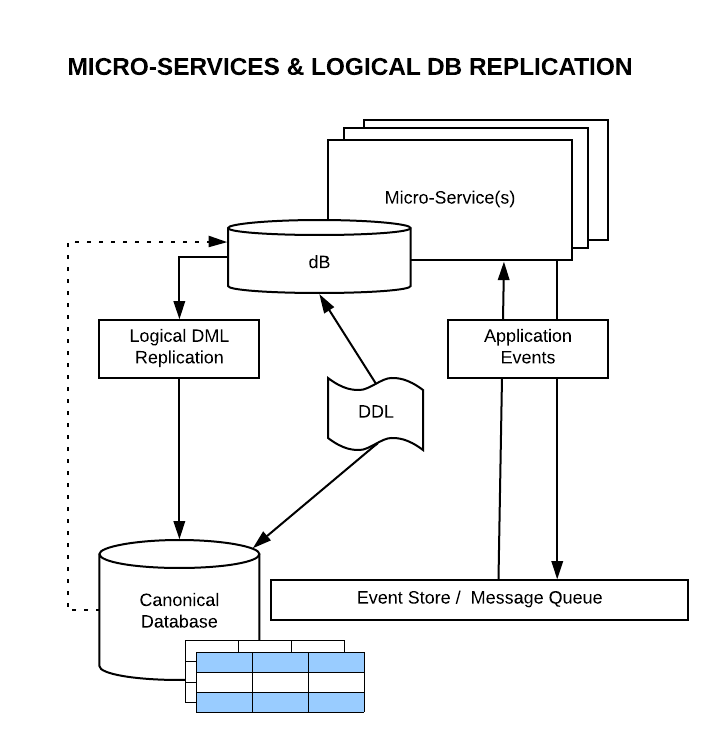 MICRO-SERVICES & LOGICAL DB REPLICATION
Micro-Service(s)
dB
Logical DML
Replication
Application
Events
DDL
Canonical
Database
Event Store /  Message Queue